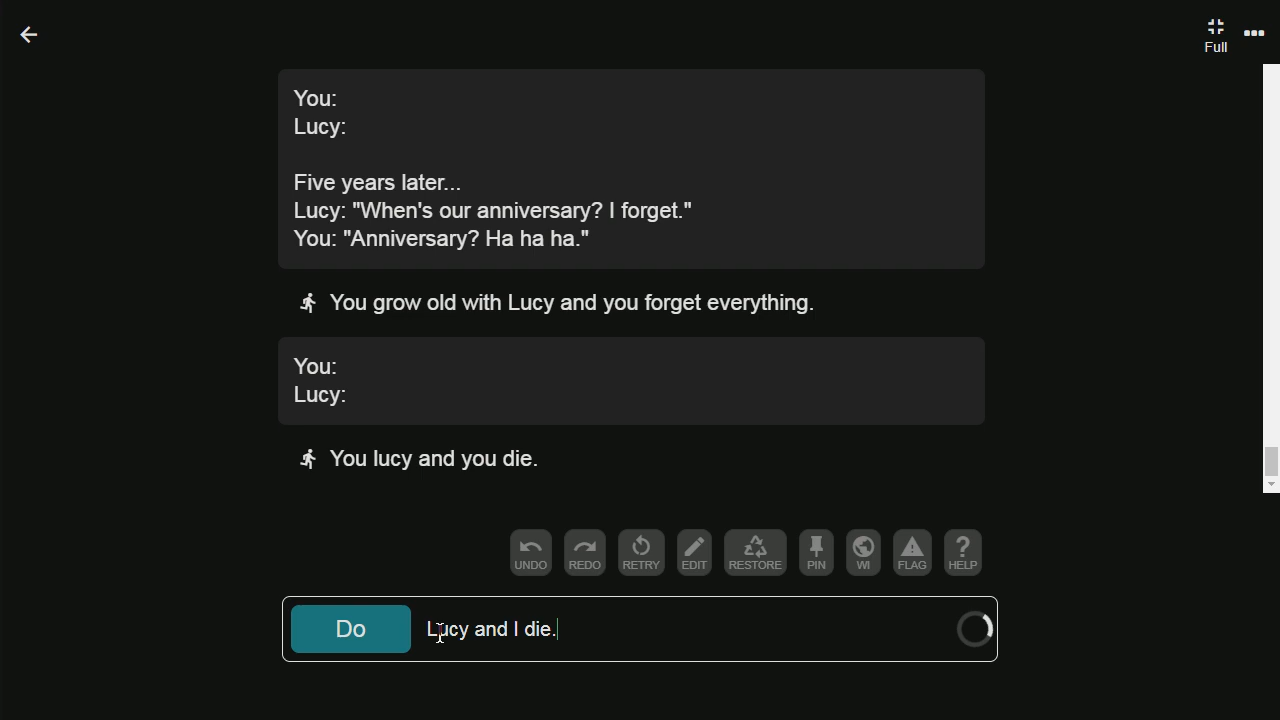 Full
You:
Lucy:
Five years later...
Lucy: "When's our anniversary? I forget."
You: "Anniversary? Ha ha ha."
You grow old with Lucy and you forget everything.
You:
Lucy:
You lucy and you die.
UNDO REDO RETRY EDIT RESTORE PIN WI FLAG HELP
Do Lucy and I die.